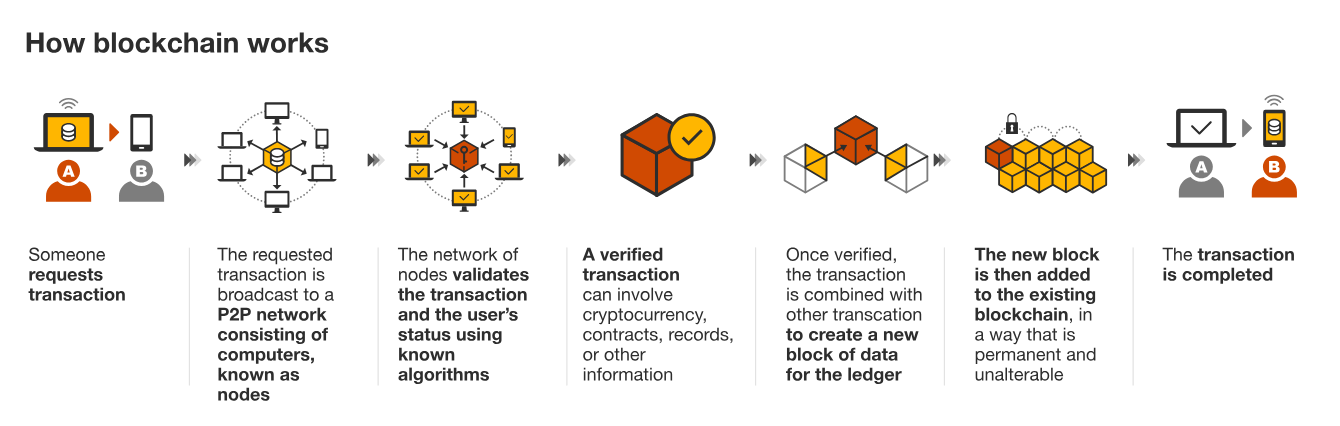 How blockchain works
A
B
A
B
Someone
requests
transaction
The requested
transaction is
broadcast to a
P2P network
consisting of
computers,
known as
nodes
The network of
nodes validates
the transaction
and the user's
status using
known
algorithms
A verified
transaction
can involve
cryptocurrency,
contracts, records,
or other
information
Once verified,
the transaction
is combined with
other transcation
to create a new
block of data
for the ledger
The new block
is then added
to the existing
blockchain, in
a way that is
permanent and
unalterable
The transaction
is completed